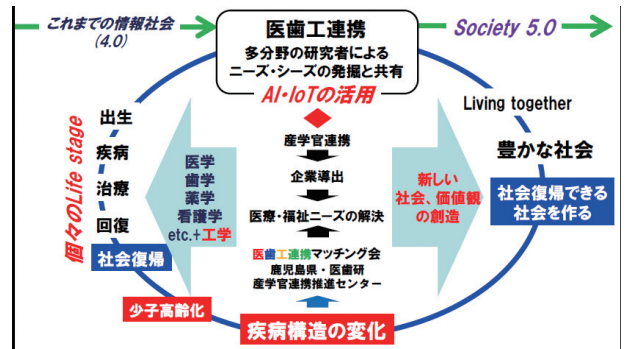 これまでの情報社会
(4.0)
医歯工連携
多分野の研究者による
ニーズ・シーズの発掘と共有
AI・IoTの活用
Society 5.0
個々のLife stage
出生
疾病
治療
回復
社会復帰
少子高齢化
医学
歯学
薬学
看護学
etc.+工学
産学官連携
企業導出
医療・福祉ニーズの解決
医歯工連携マッチング会
鹿児島県・医歯研
産学官連携推進センター
疾病構造の変化
新しい
社会、価値観
の創造
Living together
豊かな社会
社会復帰できる
社会を作る